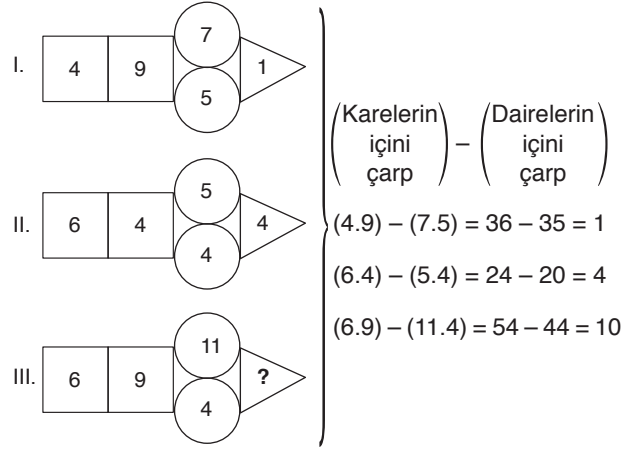 I. 4 9 7 5 1
II. 6 4 5 4 4
III. 6 9 11 4 ?
(Karelerin içini çarp) – (Dairelerin içini çarp)
(4.9) – (7.5) = 36 – 35 = 1
(6.4) – (5.4) = 24 – 20 = 4
(6.9) – (11.4) = 54 – 44 = 10